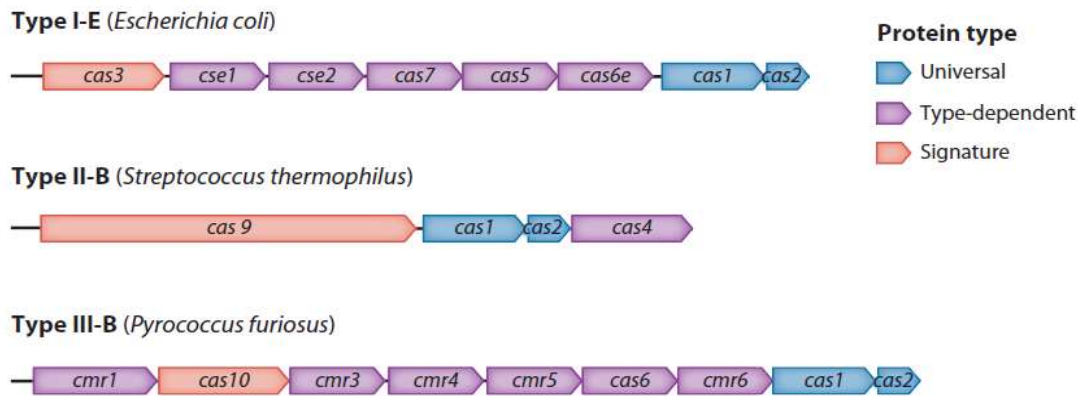 Type I-E (Escherichia coli)
cas3 cse1 cse2 cas7 cas5 cas6e cas1 cas2
Type II-B (Streptococcus thermophilus)
cas 9 cas1 cas2 cas4
Type III-B (Pyrococcus furiosus)
cmr1 cas10 cmr3 cmr4 cmr5 cas6 cmr6 cas1 cas2
Protein type
Universal
Type-dependent
Signature